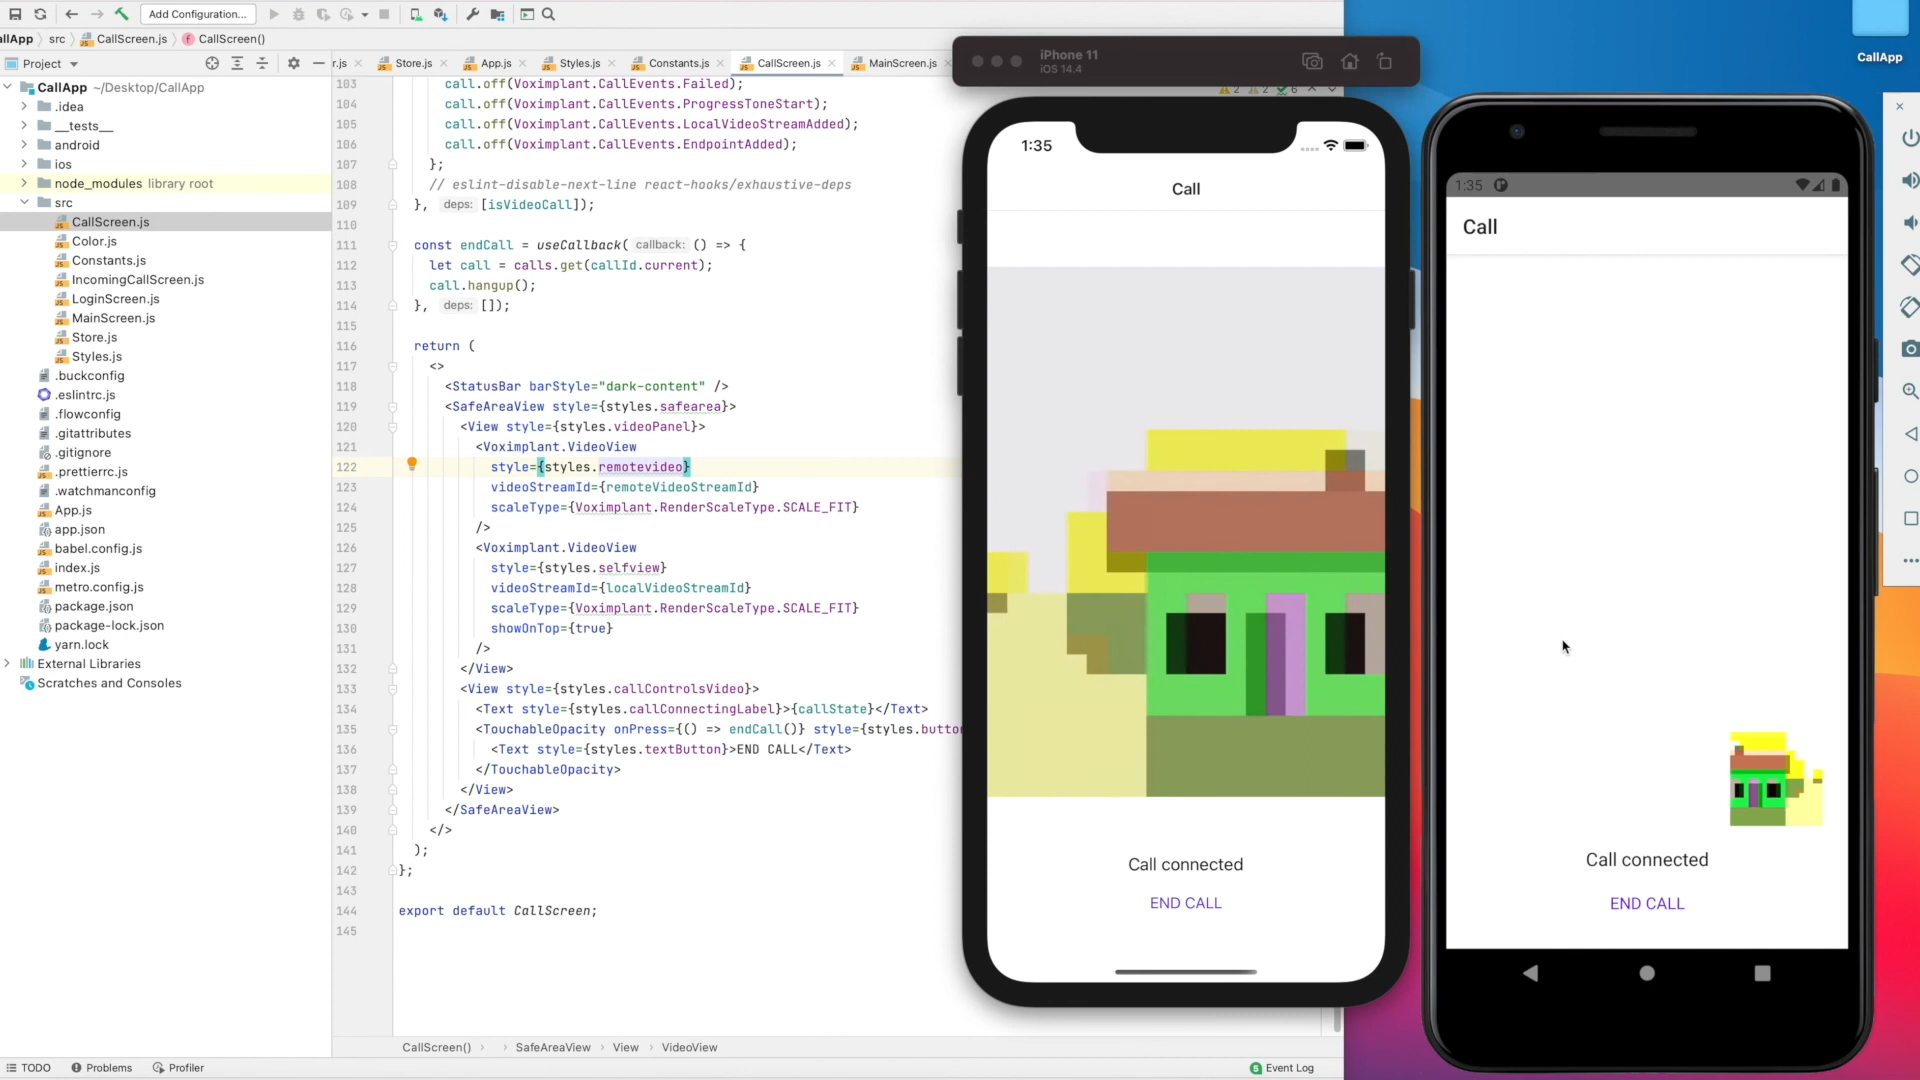 Add Configuration...
allApp
src
CallScreen.js
CallScreen()
Project
r.js
Store.js
App.js
Styles.js
Constants.js
CallScreen.js
MainScreen.js
CallApp ~/Desktop/CallApp
.idea
__tests__
android
ios
node_modules library root
src
CallScreen.js
Color.js
Constants.js
IncomingCallScreen.js
LoginScreen.js
MainScreen.js
Store.js
Styles.js
.buckconfig
.eslintrc.js
.flowconfig
.gitattributes
.gitignore
.prettierrc.js
.watchmanconfig
App.js
app.json
babel.config.js
index.js
metro.config.js
package.json
package-lock.json
yarn.lock
External Libraries
Scratches and Consoles
2 2 6
103 call.off(Voximplant.CallEvents.Failed);
104 call.off(Voximplant.CallEvents.ProgressToneStart);
105 call.off(Voximplant.CallEvents.LocalVideoStreamAdded);
106 call.off(Voximplant.CallEvents.EndpointAdded);
107 };
108 // eslint-disable-next-line react-hooks/exhaustive-deps
109 }, deps: [isVideoCall]);
110
111 const endCall = useCallback( callback: () => {
112 let call = calls.get(callId.current);
113 call.hangup();
114 }, deps: []);
115
116 return (
117 <>
118 <StatusBar barStyle="dark-content" />
119 <SafeAreaView style={styles.safearea}>
120 <View style={styles.videoPanel}>
121 <Voximplant.VideoView
122 style={styles.remotevideo}
123 videoStreamId={remoteVideoStreamId}
124 scaleType={Voximplant.RenderScaleType.SCALE_FIT}
125 />
126 <Voximplant.VideoView
127 style={styles.selfview}
128 videoStreamId={localVideoStreamId}
129 scaleType={Voximplant.RenderScaleType.SCALE_FIT}
130 showOnTop={true}
131 />
132 </View>
133 <View style={styles.callControlsVideo}>
134 <Text style={styles.callConnectingLabel}>{callState}</Text>
135 <TouchableOpacity onPress={() => endCall()} style={styles.butto
136 <Text style={styles.textButton}>END CALL</Text>
137 </TouchableOpacity>
138 </View>
139 </SafeAreaView>
140 </>
141 );
142 };
143
144 export default CallScreen;
145
CallScreen()
SafeAreaView
View
VideoView
TODO
Problems
Profiler
5 Event Log
iPhone 11
iOS 14.4
1:35
Call
Call connected
END CALL
1:35
Call
Call connected
END CALL
CallApp